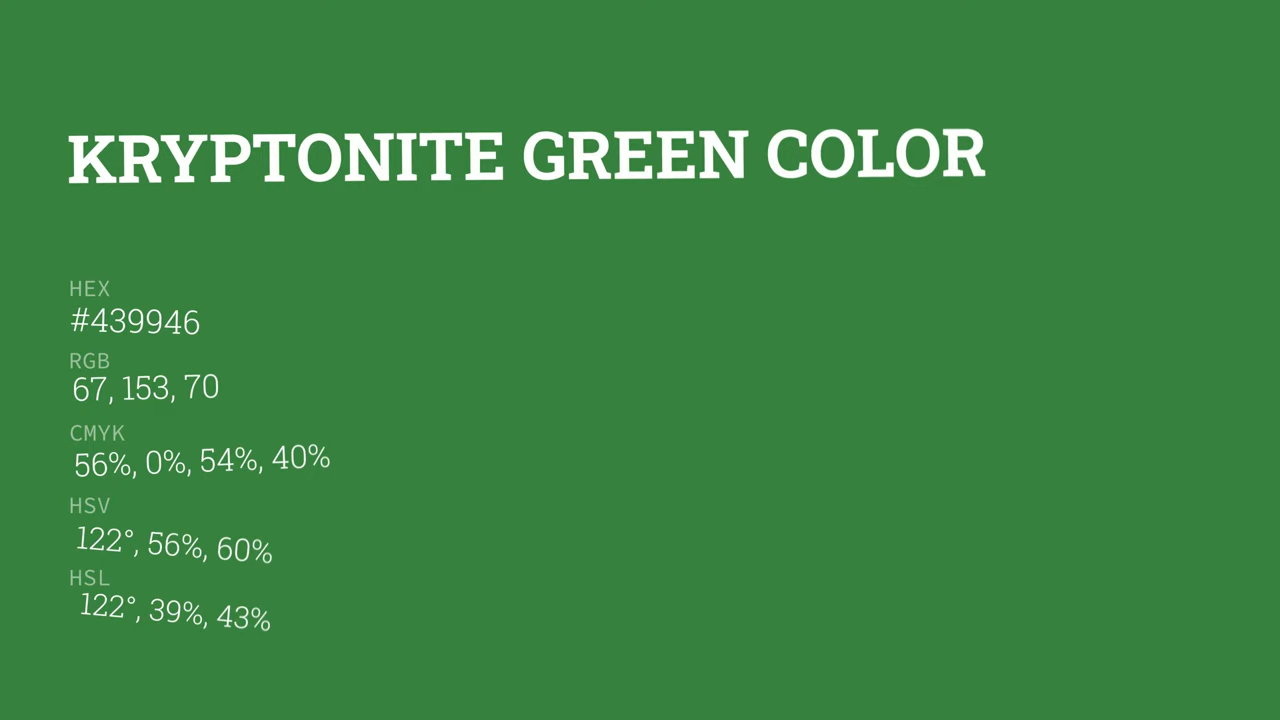 KRYPTONITE GREEN COLOR
HEX
#439946
RGB
67, 153, 70
CMYK
56%, 0%, 54%, 40%
HSV
122°, 56%, 60%
HSL
122°, 39%, 43%